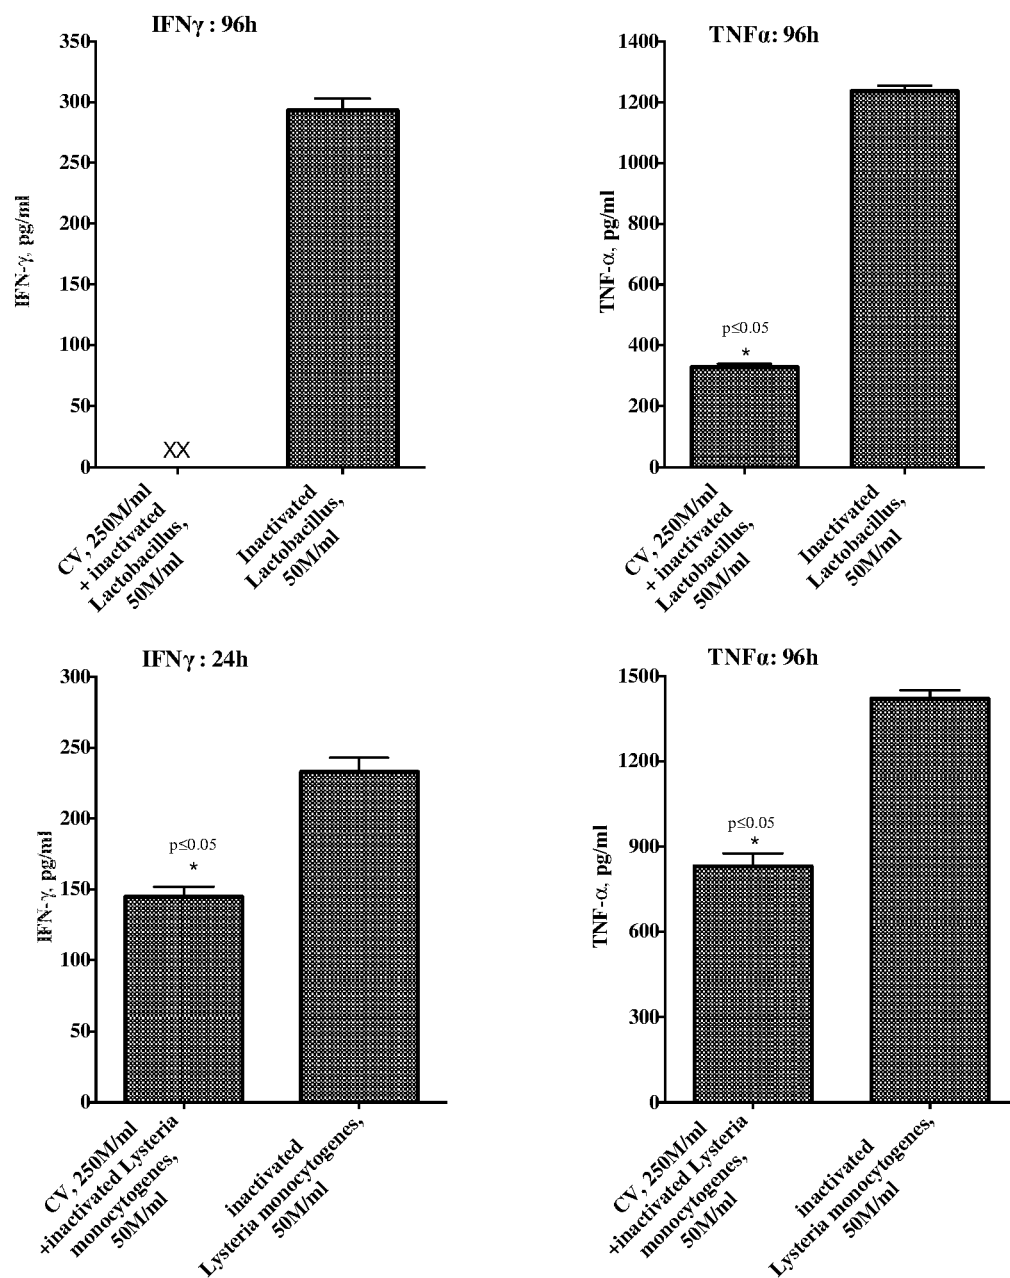 IFNγ : 96h
350
300
250
200
150
100
50
0
IFN-γ, pg/ml
XX
CV, 250M/ml
+ inactivated
Lactobacillus,
50M/ml
Inactivated
Lactobacillus,
50M/ml
TNFα: 96h
1400
1200
1000
800
600
400
200
0
TNF-α, pg/ml
p≤0.05
*
CV, 250M/ml
+ inactivated
Lactobacillus,
50M/ml
Inactivated
Lactobacillus,
50M/ml
IFNγ : 24h
300
250
200
150
100
50
0
IFN-γ, pg/ml
p≤0.05
*
CV, 250M/ml
+inactivated Lysteria
monocytogenes,
50M/ml
inactivated
Lysteria monocytogenes,
50M/ml
TNFα: 96h
1500
1200
900
600
300
0
TNF-α, pg/ml
p≤0.05
*
CV, 250M/ml
+inactivated Lysteria
monocytogenes,
50M/ml
inactivated
Lysteria monocytogenes,
50M/ml